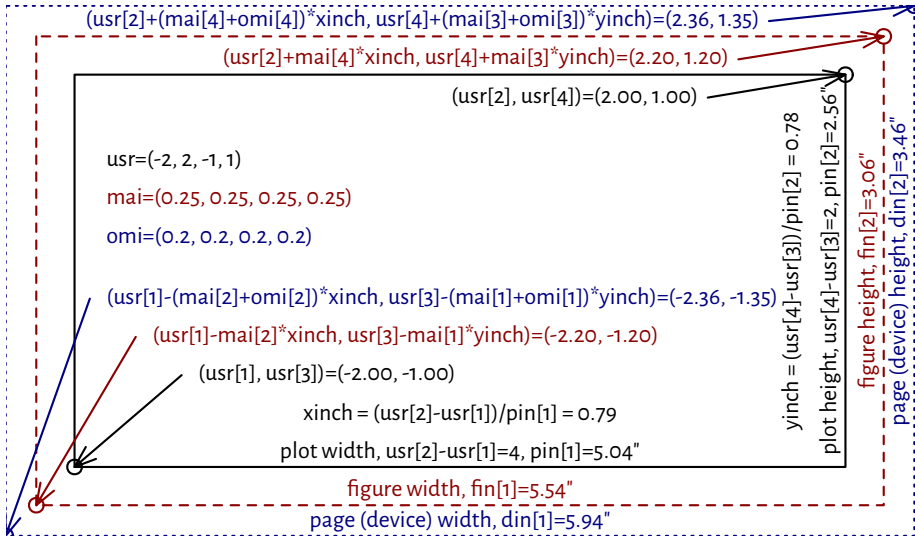 (usr[2]+(mai[4]+omi[4])*xinch, usr[4]+(mai[3]+omi[3])*yinch)=(2.36, 1.35)
(usr[2]+mai[4]*xinch, usr[4]+mai[3]*yinch)=(2.20, 1.20)
(usr[2], usr[4])=(2.00, 1.00)
usr=(-2, 2, -1, 1)
mai=(0.25, 0.25, 0.25, 0.25)
omi=(0.2, 0.2, 0.2, 0.2)
(usr[1]-(mai[2]+omi[2])*xinch, usr[3]-(mai[1]+omi[1])*yinch)=(-2.36, -1.35)
(usr[1]-mai[2]*xinch, usr[3]-mai[1]*yinch)=(-2.20, -1.20)
(usr[1], usr[3])=(-2.00, -1.00)
xinch = (usr[2]-usr[1])/pin[1] = 0.79
plot width, usr[2]-usr[1]=4, pin[1]=5.04"
figure width, fin[1]=5.54"
page (device) width, din[1]=5.94"
yinch = (usr[4]-usr[3])/pin[2] = 0.78
plot height, usr[4]-usr[3]=2, pin[2]=2.56"
figure height, fin[2]=3.06"
page (device) height, din[2]=3.46"